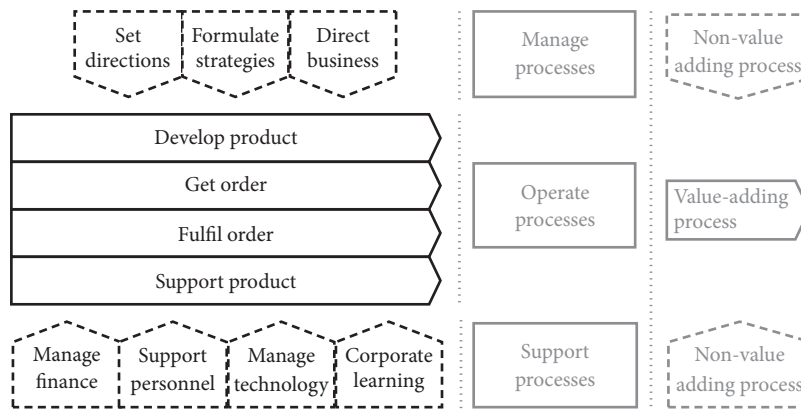 Set
directions
Formulate
strategies
Direct
business
Manage
processes
Non-value
adding process
Develop product
Get order
Fulfil order
Support product
Operate
processes
Value-adding
process
Manage
finance
Support
personnel
Manage
technology
Corporate
learning
Support
processes
Non-value
adding process